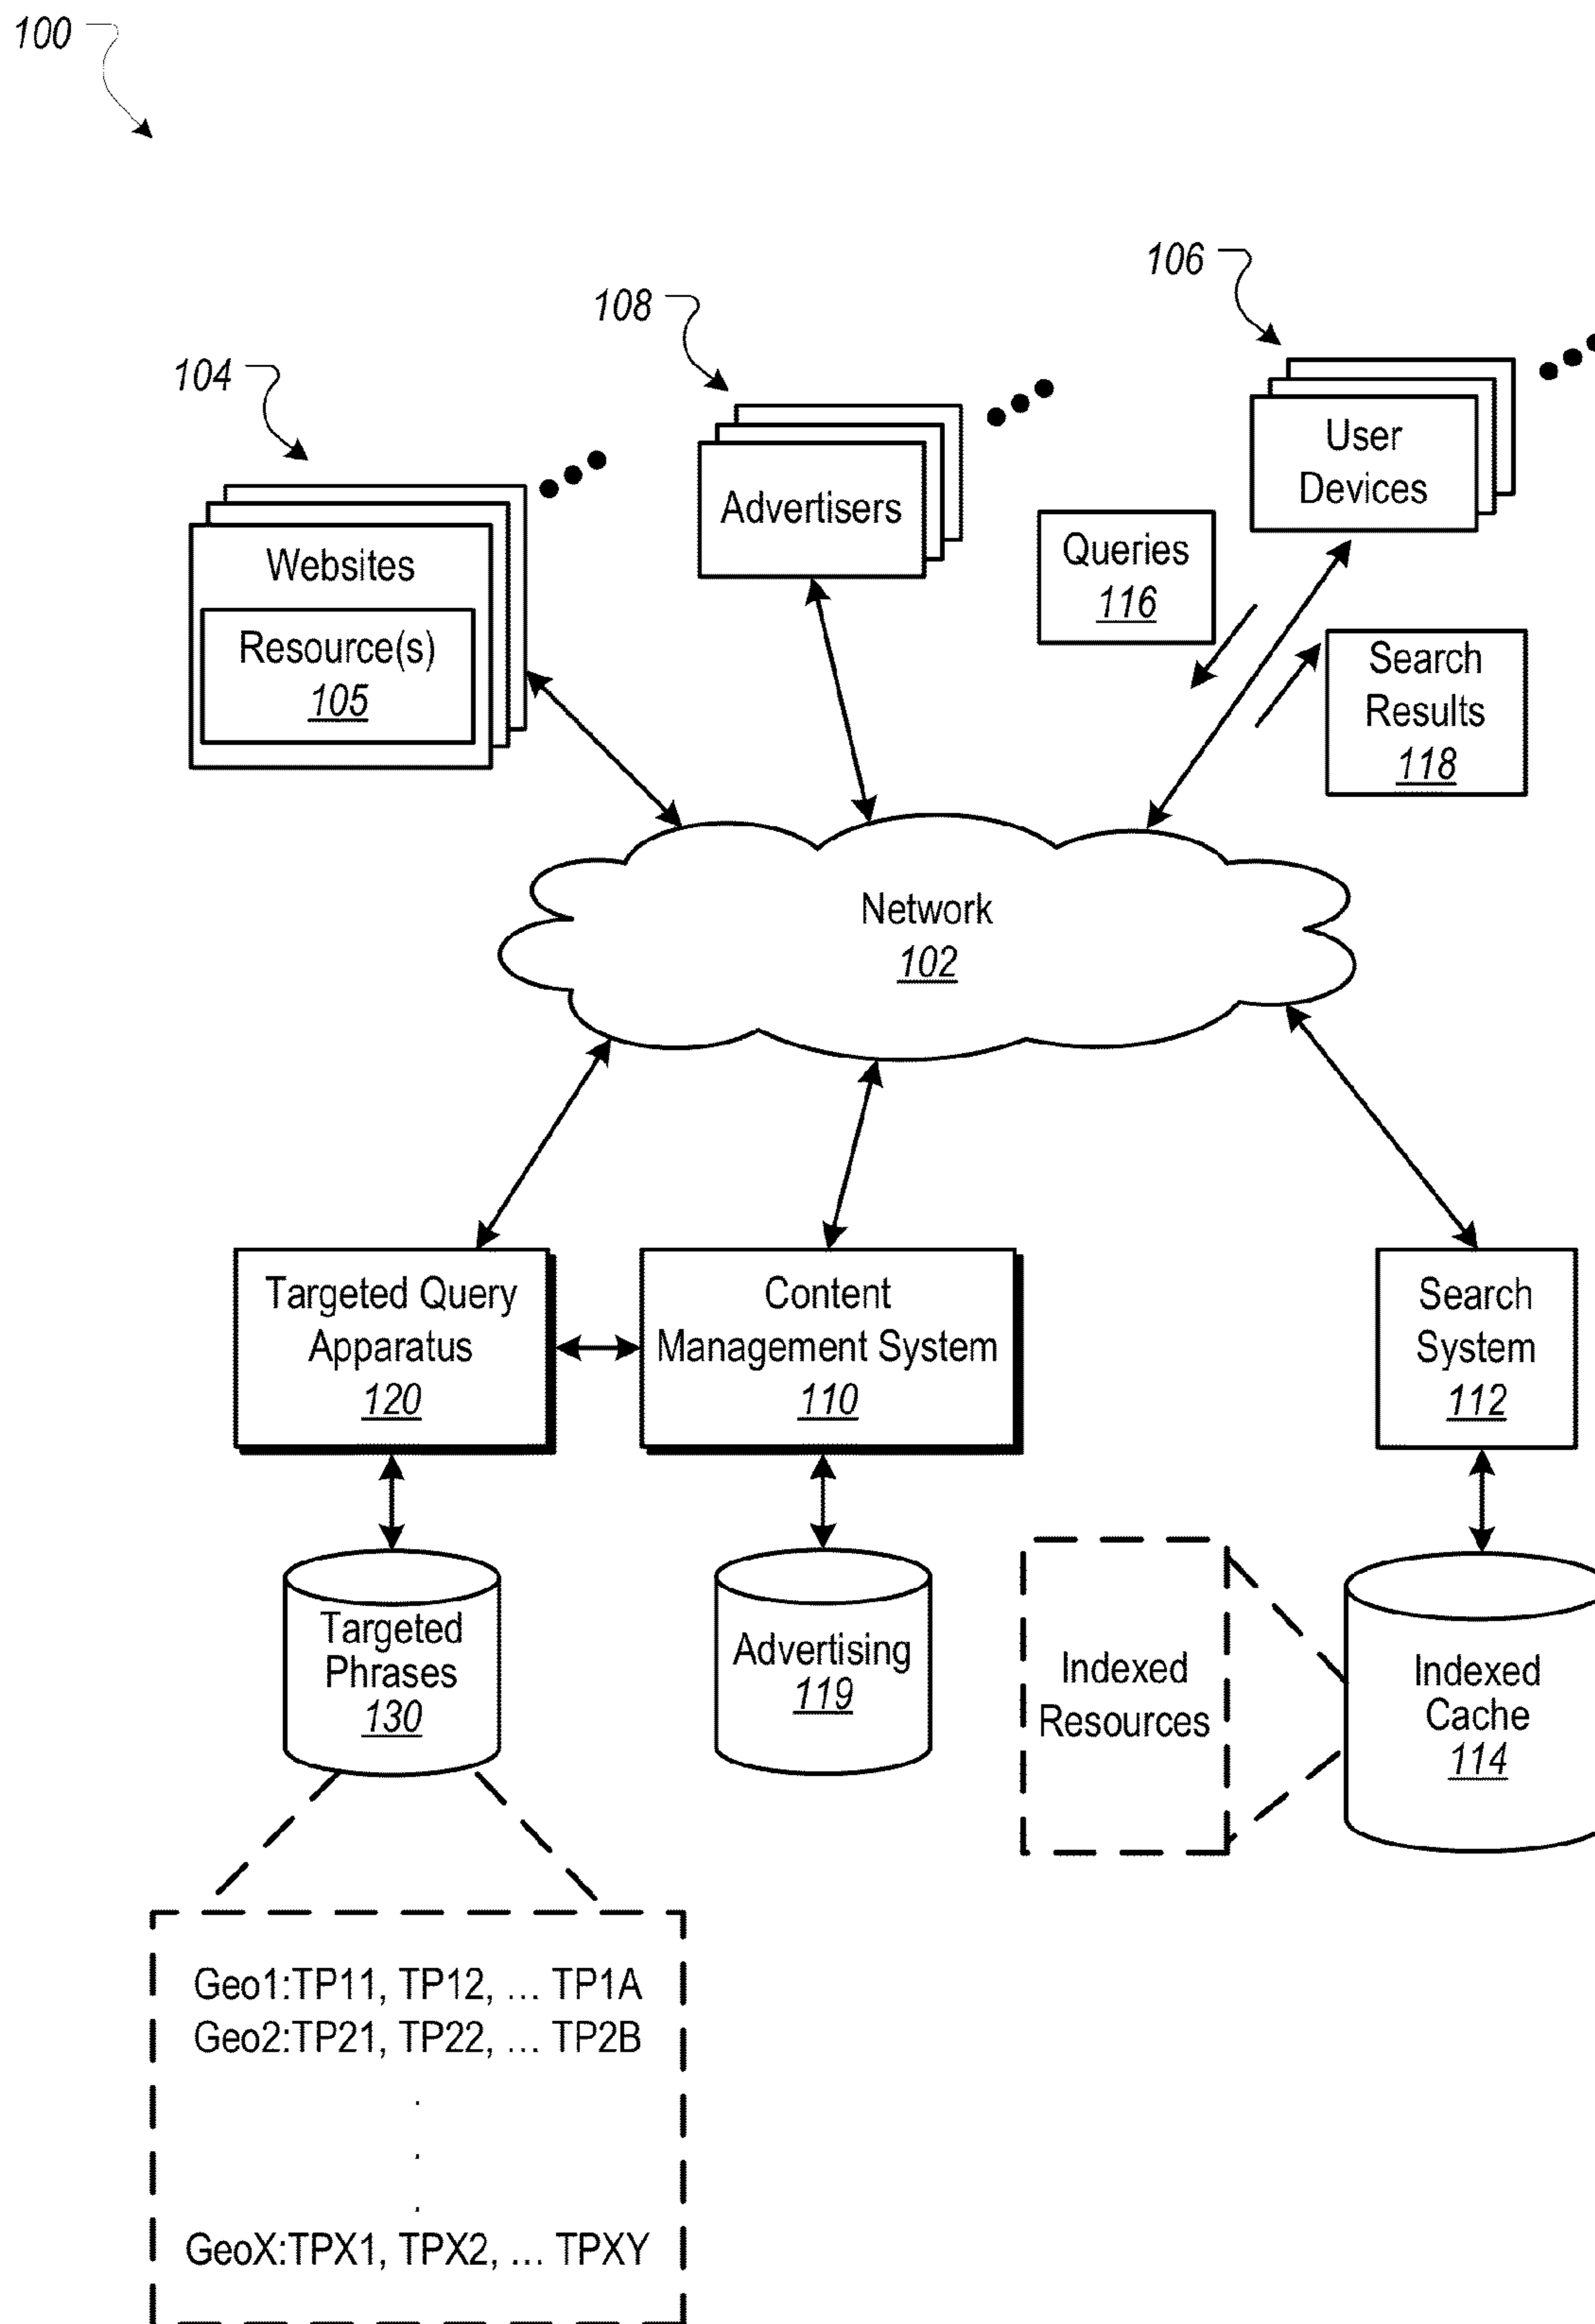 100
106
108
104
User
Devices
Advertisers
Queries
116
Websites
Resource(s)
105
Search
Results
118
Network
102
Targeted Query
Apparatus
120
Content
Management System
110
Search
System
112
Targeted
Phrases
130
Advertising
119
Indexed
Resources
Indexed
Cache
114
Geo1:TP11, TP12, ... TP1A
Geo2:TP21, TP22, ... TP2B
.
.
.
GeoX:TPX1, TPX2, ... TPXY